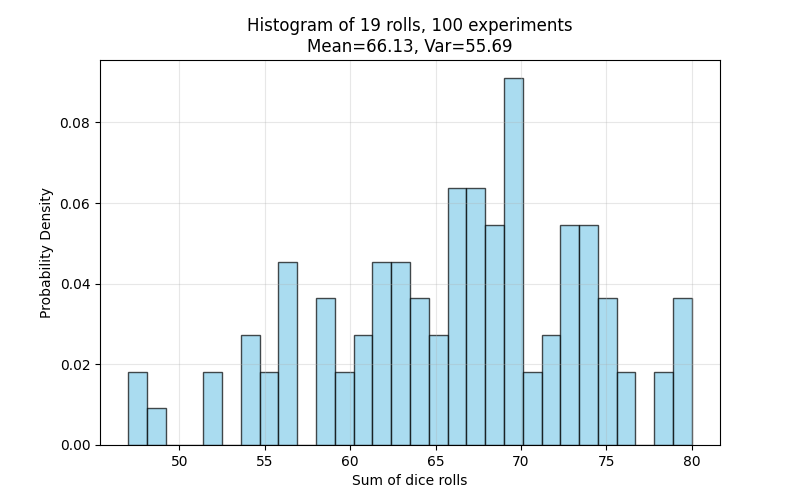 Histogram of 19 rolls, 100 experiments
Mean=66.13, Var=55.69
Probability Density
0.08
0.06
0.04
0.02
0.00
50 55 60 65 70 75 80
Sum of dice rolls